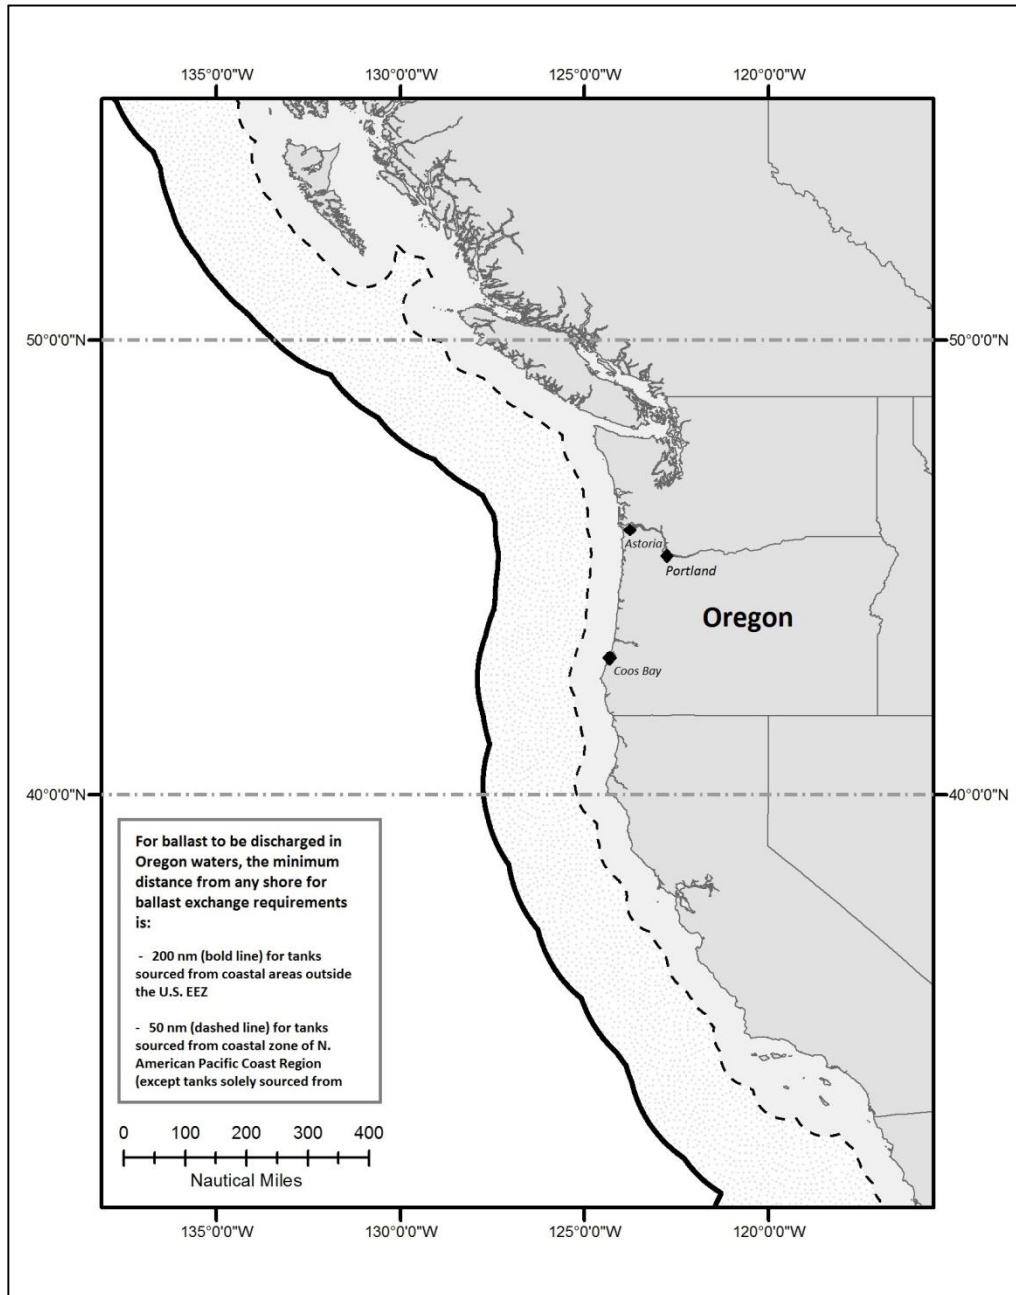 135°0'0"W 130°0'0"W 125°0'0"W 120°0'0"W
50°0'0"N 50°0'0"N
Astoria
Portland
Oregon
Coos Bay
40°0'0"N 40°0'0"N
For ballast to be discharged in
Oregon waters, the minimum
distance from any shore for
ballast exchange requirements
is:
- 200 nm (bold line) for tanks
sourced from coastal areas outside
the U.S. EEZ
- 50 nm (dashed line) for tanks
sourced from coastal zone of N.
American Pacific Coast Region
(except tanks solely sourced from
0 100 200 300 400
Nautical Miles
135°0'0"W 130°0'0"W 125°0'0"W 120°0'0"W